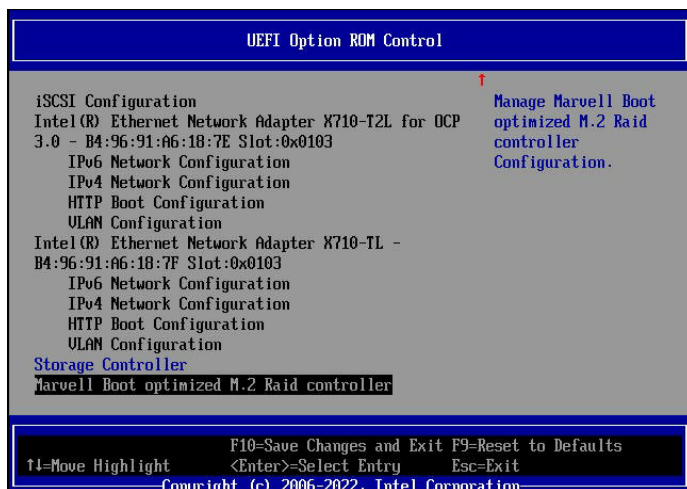 UEFI Option ROM Control
↑
iSCSI Configuration
Intel(R) Ethernet Network Adapter X710-T2L for OCP
3.0 - B4:96:91:A6:18:7E Slot:0x0103
IPv6 Network Configuration
IPv4 Network Configuration
HTTP Boot Configuration
VLAN Configuration
Intel(R) Ethernet Network Adapter X710-TL -
B4:96:91:A6:18:7F Slot:0x0103
IPv6 Network Configuration
IPv4 Network Configuration
HTTP Boot Configuration
VLAN Configuration
Storage Controller
Marvell Boot optimized M.2 Raid controller
Manage Marvell Boot
optimized M.2 Raid
controller
Configuration.
F10=Save Changes and Exit F9=Reset to Defaults
↑↓=Move Highlight <Enter>=Select Entry Esc=Exit
Copyright (c) 2006-2022, Intel Corporation